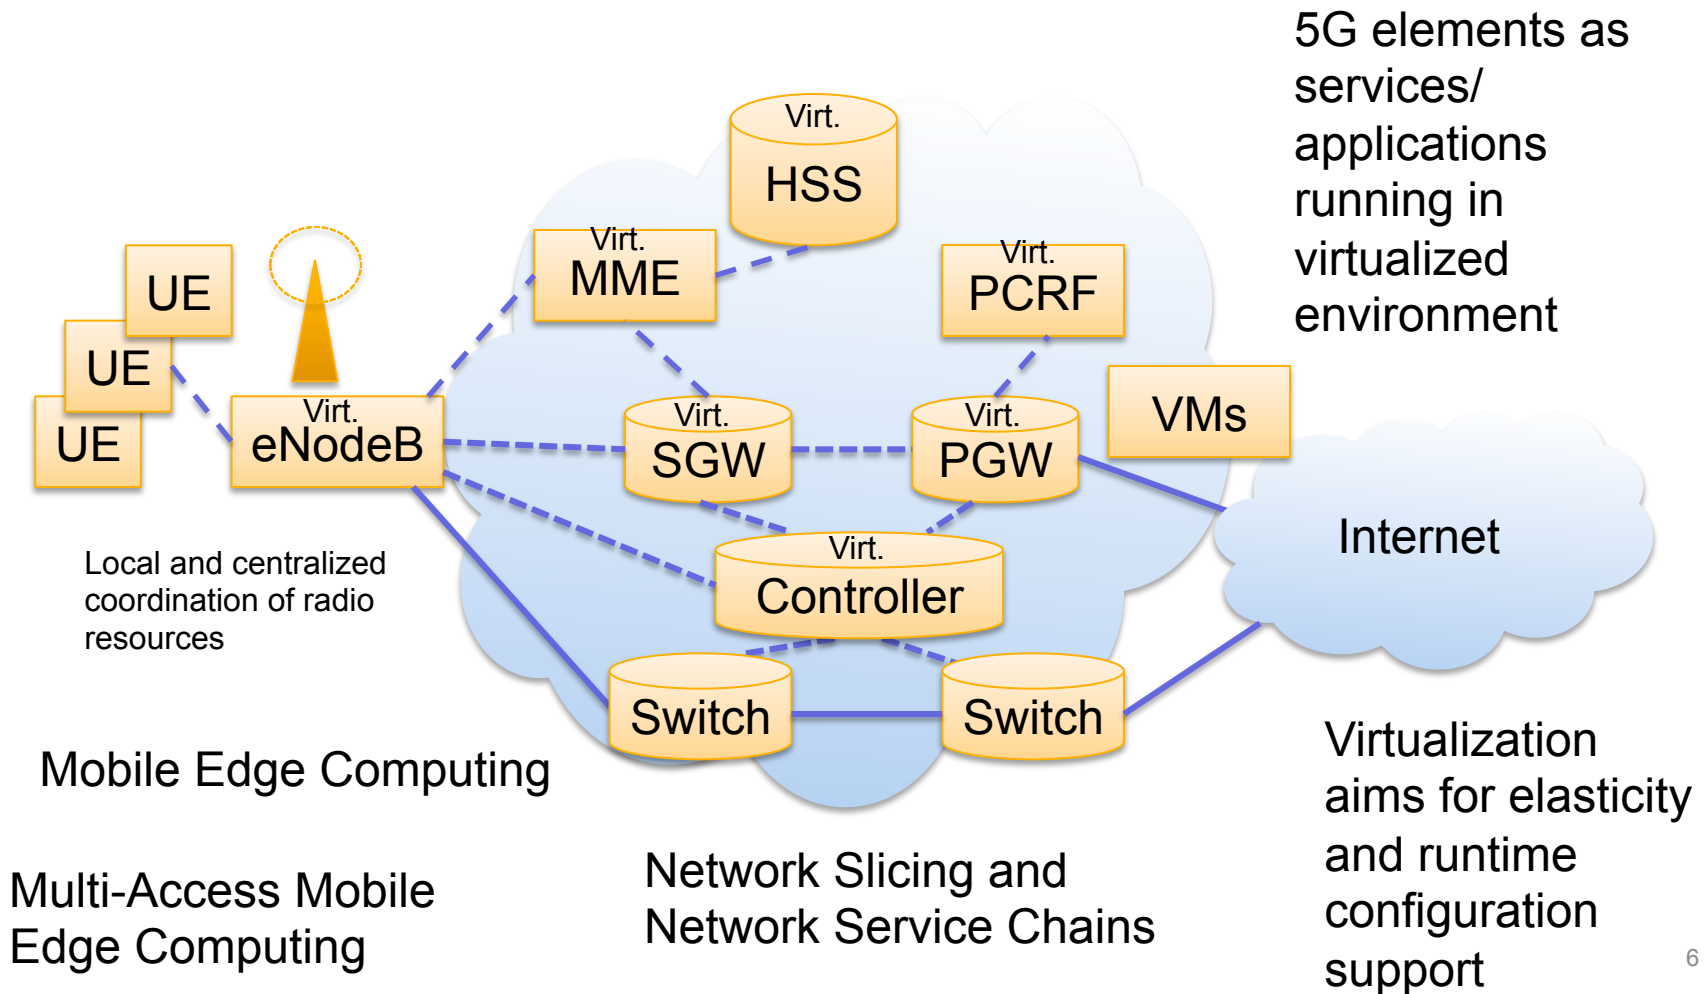 5G elements as
services/
applications
running in
virtualized
environment
Virt.
HSS
Virt.
MME
Virt.
PCRF
UE
UE
UE
Virt.
eNodeB
Virt.
SGW
Virt.
PGW
VMs
Internet
Virt.
Controller
Local and centralized
coordination of radio
resources
Switch
Switch
Mobile Edge Computing
Multi-Access Mobile
Edge Computing
Network Slicing and
Network Service Chains
Virtualization
aims for elasticity
and runtime
configuration
support
6